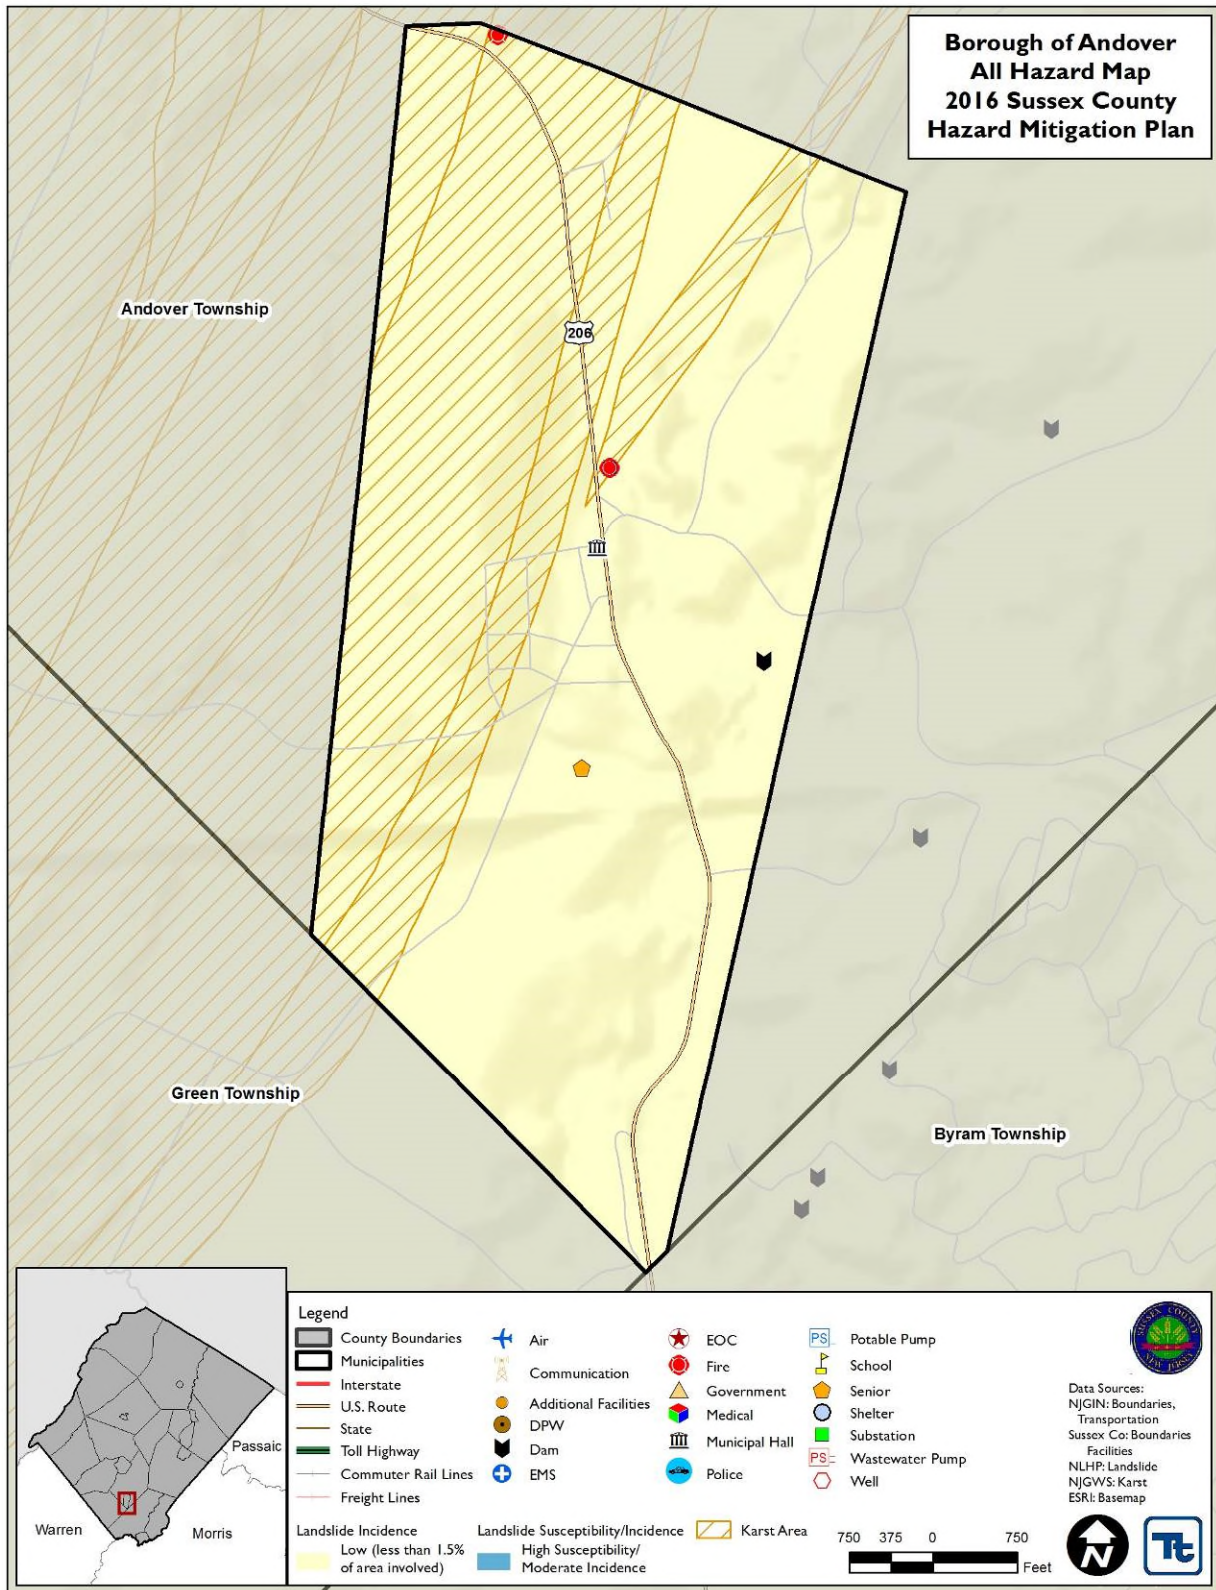 Borough of Andover
All Hazard Map
2016 Sussex County
Hazard Mitigation Plan
Andover Township
206
Green Township
Byram Township
Passaic
Warren
Morris
Legend
County Boundaries
Municipalities
Interstate
U.S. Route
State
Toll Highway
Commuter Rail Lines
Freight Lines
Air
Communication
Additional Facilities
DPW
Dam
EMS
EOC
Fire
Government
Medical
Municipal Hall
Police
PS Potable Pump
School
Senior
Shelter
Substation
PS Wastewater Pump
Well
Landslide Incidence
Low (less than 1.5%
of area involved)
Landslide Susceptibility/Incidence
High Susceptibility/
Moderate Incidence
Karst Area
SUSSEX COUNTY
NEW JERSEY
Data Sources:
NJGIN: Boundaries,
Transportation
Sussex Co: Boundaries
Facilities
NLHP: Landslide
NJGWS: Karst
ESRI: Basemap
750 375 0 750
Feet
N
Tt